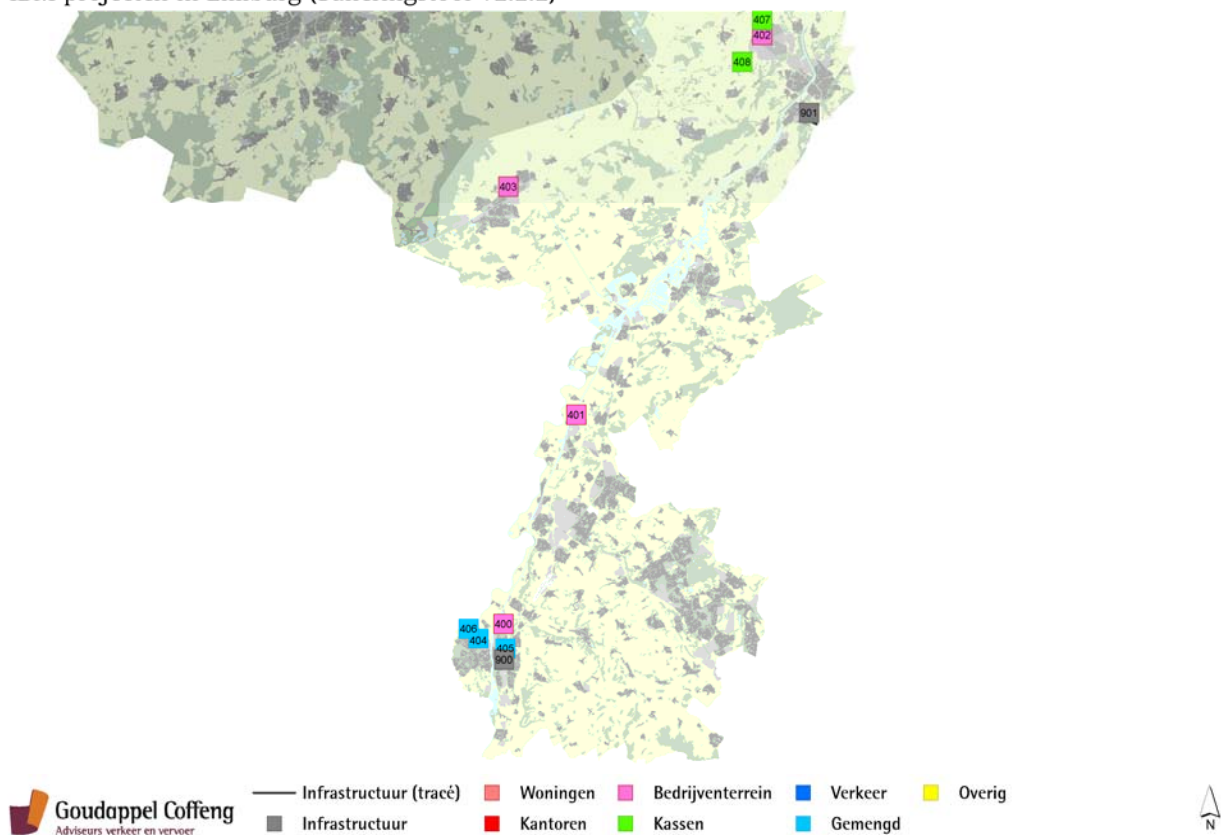 407
402
408
901
403
401
400
406
404
405
900
Goudappel Coffeng
Adviseurs verkeer en vervoer
Infrastructuur (tracé) Woningen Bedrijventerrein Verkeer Overig
Infrastructuur Kantoren Kassen Gemengd
N